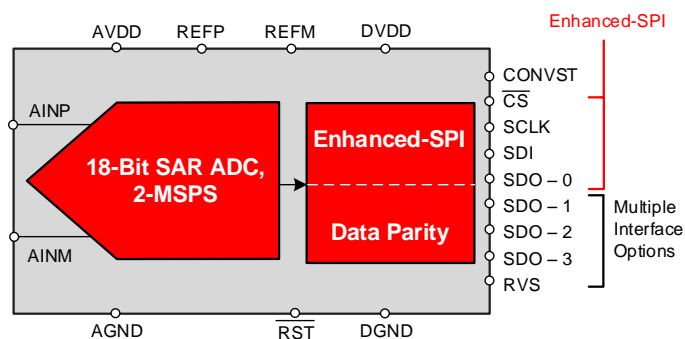 Enhanced-SPI
AVDD
REFP
REFM
DVDD
CONVST
CS
SCLK
SDI
SDO – 0
SDO – 1
SDO – 2
SDO – 3
RVS
Multiple
Interface
Options
AINP
AINM
18-Bit SAR ADC,
2-MSPS
Enhanced-SPI
Data Parity
AGND
RST
DGND